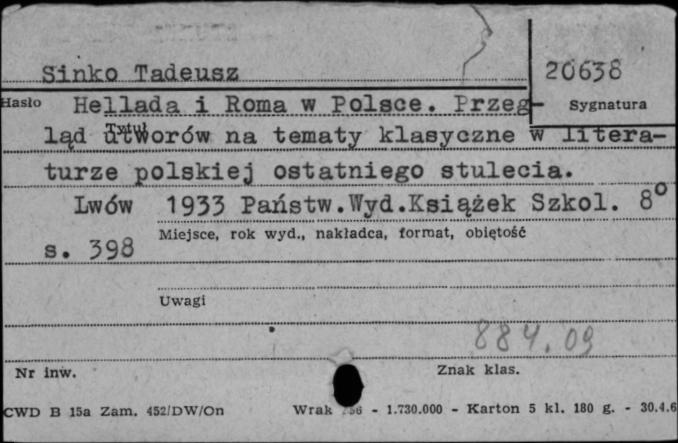 Sinko Tadeusz
20638
Hasło
Hellada i Roma w Polsce. Przeg-
Sygnatura
Tytuł
ląd utworów na tematy klasyczne w litera-
turze polskiej ostatniego stulecia.
Lwów 1933 Państw.Wyd.Książek Szkol. 8°
Miejsce, rok wyd., nakładca, format, objętość
s. 398
Uwagi
884.09
Nr inw.
Znak klas.
CWD B 15a Zam. 452/DW/On
Wrak 56 - 1.730.000 - Karton 5 kl. 180 g. - 30.4.6